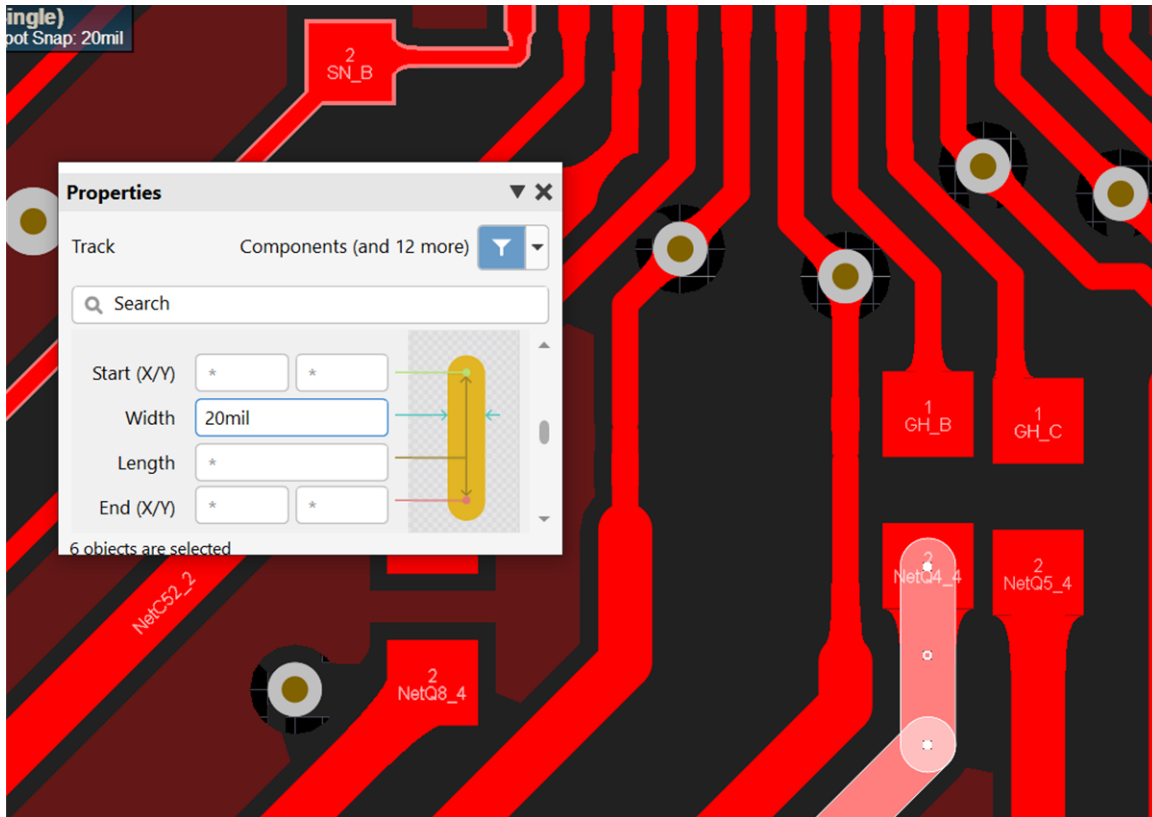 ingle)
pot Snap: 20mil
2
SN_B
Properties
Track Components (and 12 more)
Search
Start (X/Y) * *
Width 20mil
Length *
End (X/Y) * *
6 objects are selected
1
GH_B
1
GH_C
2
NetQ4_4
2
NetQ5_4
NetC52_2
2
NetQ8_4